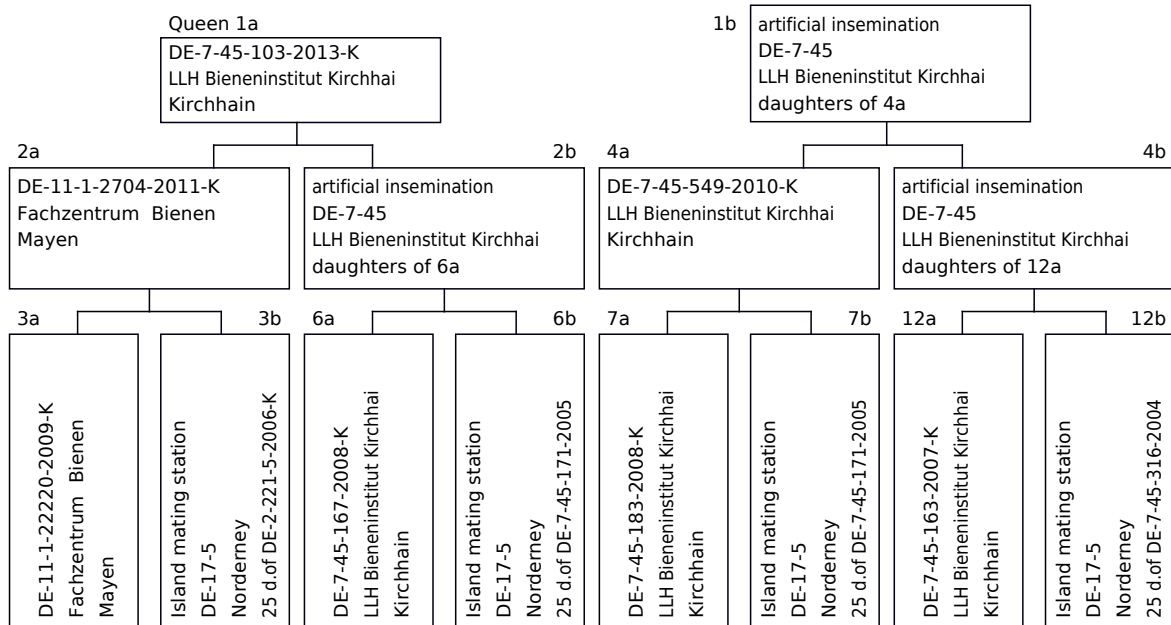 Queen 1a
DE-7-45-103-2013-K
LLH Bieneninstitut Kirchhai
Kirchhain
1b
artificial insemination
DE-7-45
LLH Bieneninstitut Kirchhai
daughters of 4a
2a
DE-11-1-2704-2011-K
Fachzentrum Bienen
Mayen
2b
artificial insemination
DE-7-45
LLH Bieneninstitut Kirchhai
daughters of 6a
4a
DE-7-45-549-2010-K
LLH Bieneninstitut Kirchhai
Kirchhain
4b
artificial insemination
DE-7-45
LLH Bieneninstitut Kirchhai
daughters of 12a
3a
DE-11-1-22220-2009-K
Fachzentrum Bienen
Mayen
3b
Island mating station
DE-17-5
Norderney
25 d.of DE-2-221-5-2006-K
6a
DE-7-45-167-2008-K
LLH Bieneninstitut Kirchhai
Kirchhain
6b
Island mating station
DE-17-5
Norderney
25 d.of DE-7-45-171-2005
7a
DE-7-45-183-2008-K
LLH Bieneninstitut Kirchhai
Kirchhain
7b
Island mating station
DE-17-5
Norderney
25 d.of DE-7-45-171-2005
12a
DE-7-45-163-2007-K
LLH Bieneninstitut Kirchhai
Kirchhain
12b
Island mating station
DE-17-5
Norderney
25 d.of DE-7-45-316-2004